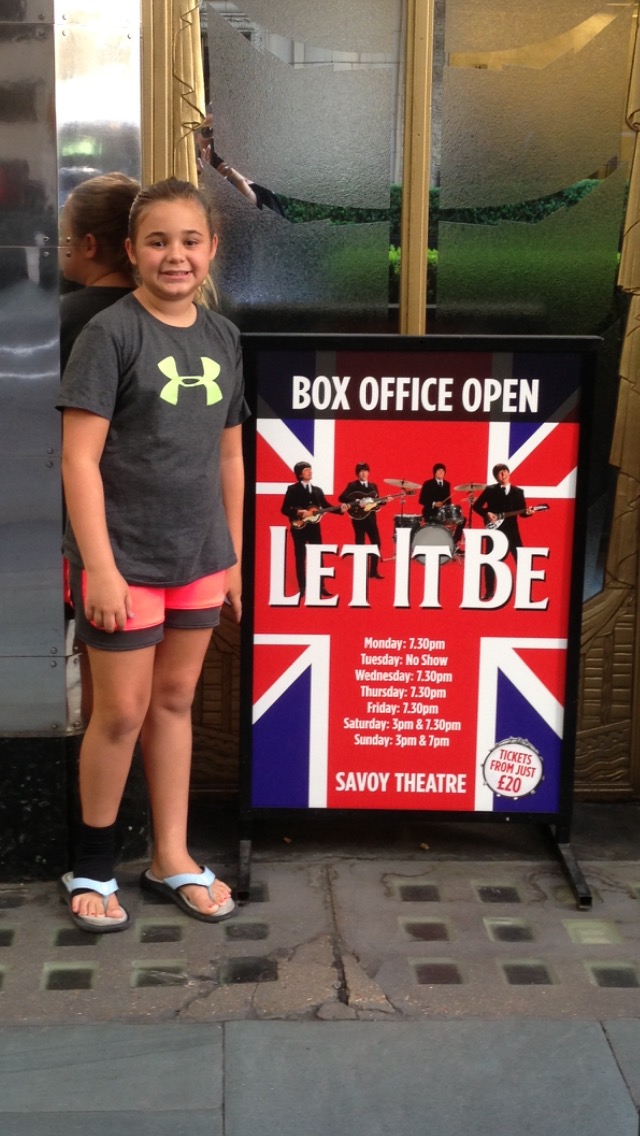 BOX OFFICE OPEN
LET IT BE
Monday: 7.30pm
Tuesday: No Show
Wednesday: 7.30pm
Thursday: 7.30pm
Friday: 7.30pm
Saturday: 3pm & 7.30pm
Sunday: 3pm & 7pm
SAVOY THEATRE
TICKETS
FROM JUST
£20